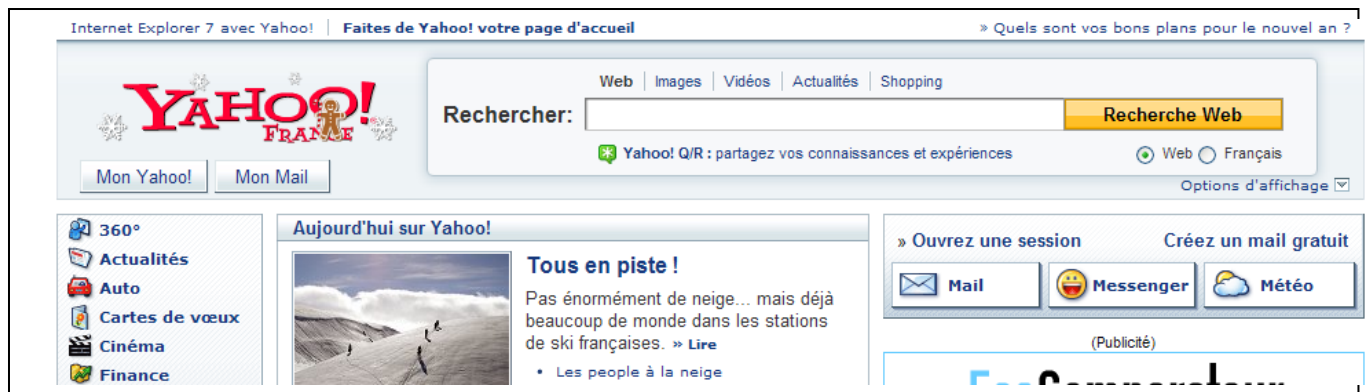 Internet Explorer 7 avec Yahoo! | Faites de Yahoo! votre page d'accueil » Quels sont vos bons plans pour le nouvel an ?
YAHOO!
FRANCE
Web | Images | Vidéos | Actualités | Shopping
Rechercher: Recherche Web
Yahoo! Q/R : partagez vos connaissances et expériences Web Français
Mon Yahoo! Mon Mail
Options d'affichage
360°
Actualités
Auto
Cartes de vœux
Cinéma
Finance
Aujourd'hui sur Yahoo!
Tous en piste !
Pas énormément de neige... mais déjà
beaucoup de monde dans les stations
de ski françaises. » Lire
• Les people à la neige
» Ouvrez une session Créez un mail gratuit
Mail Messenger Météo
(Publicité)